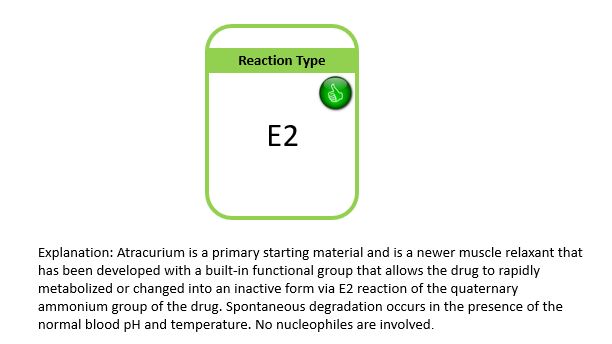 Reaction Type
E2
Explanation: Atracurium is a primary starting material and is a newer muscle relaxant that
has been developed with a built-in functional group that allows the drug to rapidly
metabolized or changed into an inactive form via E2 reaction of the quaternary
ammonium group of the drug. Spontaneous degradation occurs in the presence of the
normal blood pH and temperature. No nucleophiles are involved.